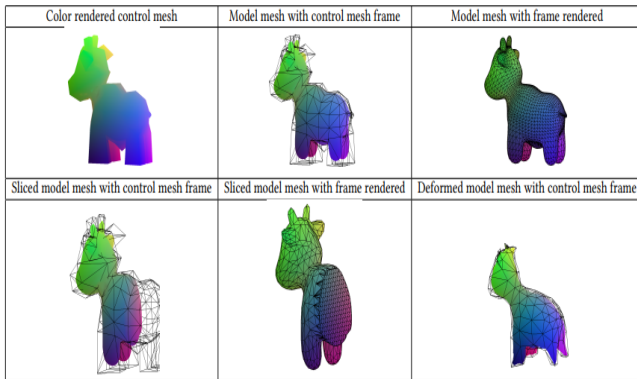 Color rendered control mesh
Model mesh with control mesh frame
Model mesh with frame rendered
Sliced model mesh with control mesh frame
Sliced model mesh with frame rendered
Deformed model mesh with control mesh frame